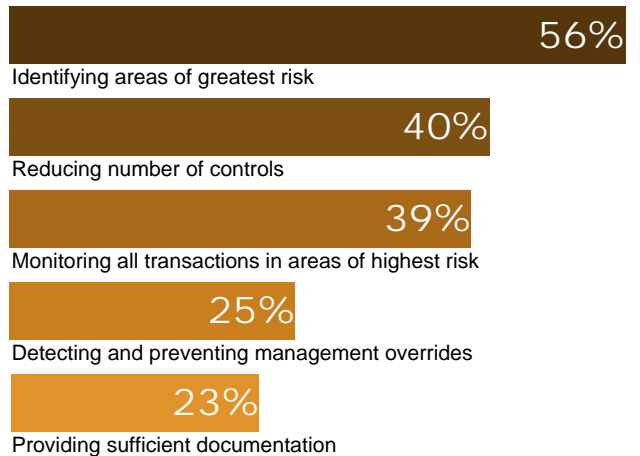 56%
Identifying areas of greatest risk
40%
Reducing number of controls
39%
Monitoring all transactions in areas of highest risk
25%
Detecting and preventing management overrides
23%
Providing sufficient documentation